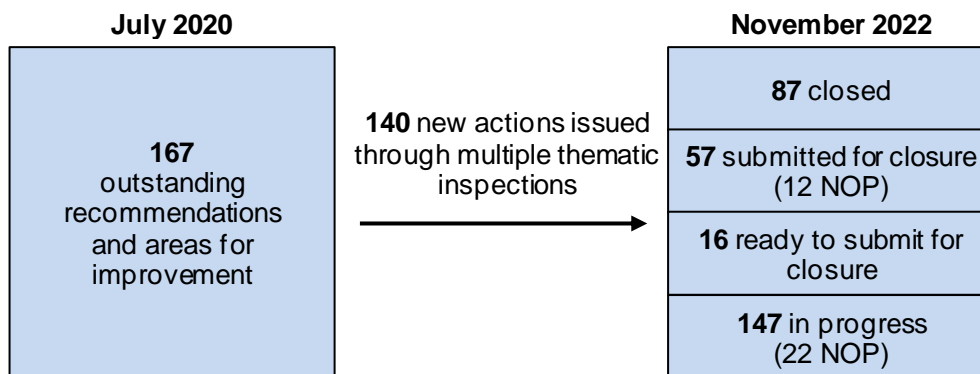 July 2020
167
outstanding
recommendations
and areas for
improvement
140 new actions issued
through multiple thematic
inspections
November 2022
87 closed
57 submitted for closure
(12 NOP)
16 ready to submit for
closure
147 in progress
(22 NOP)